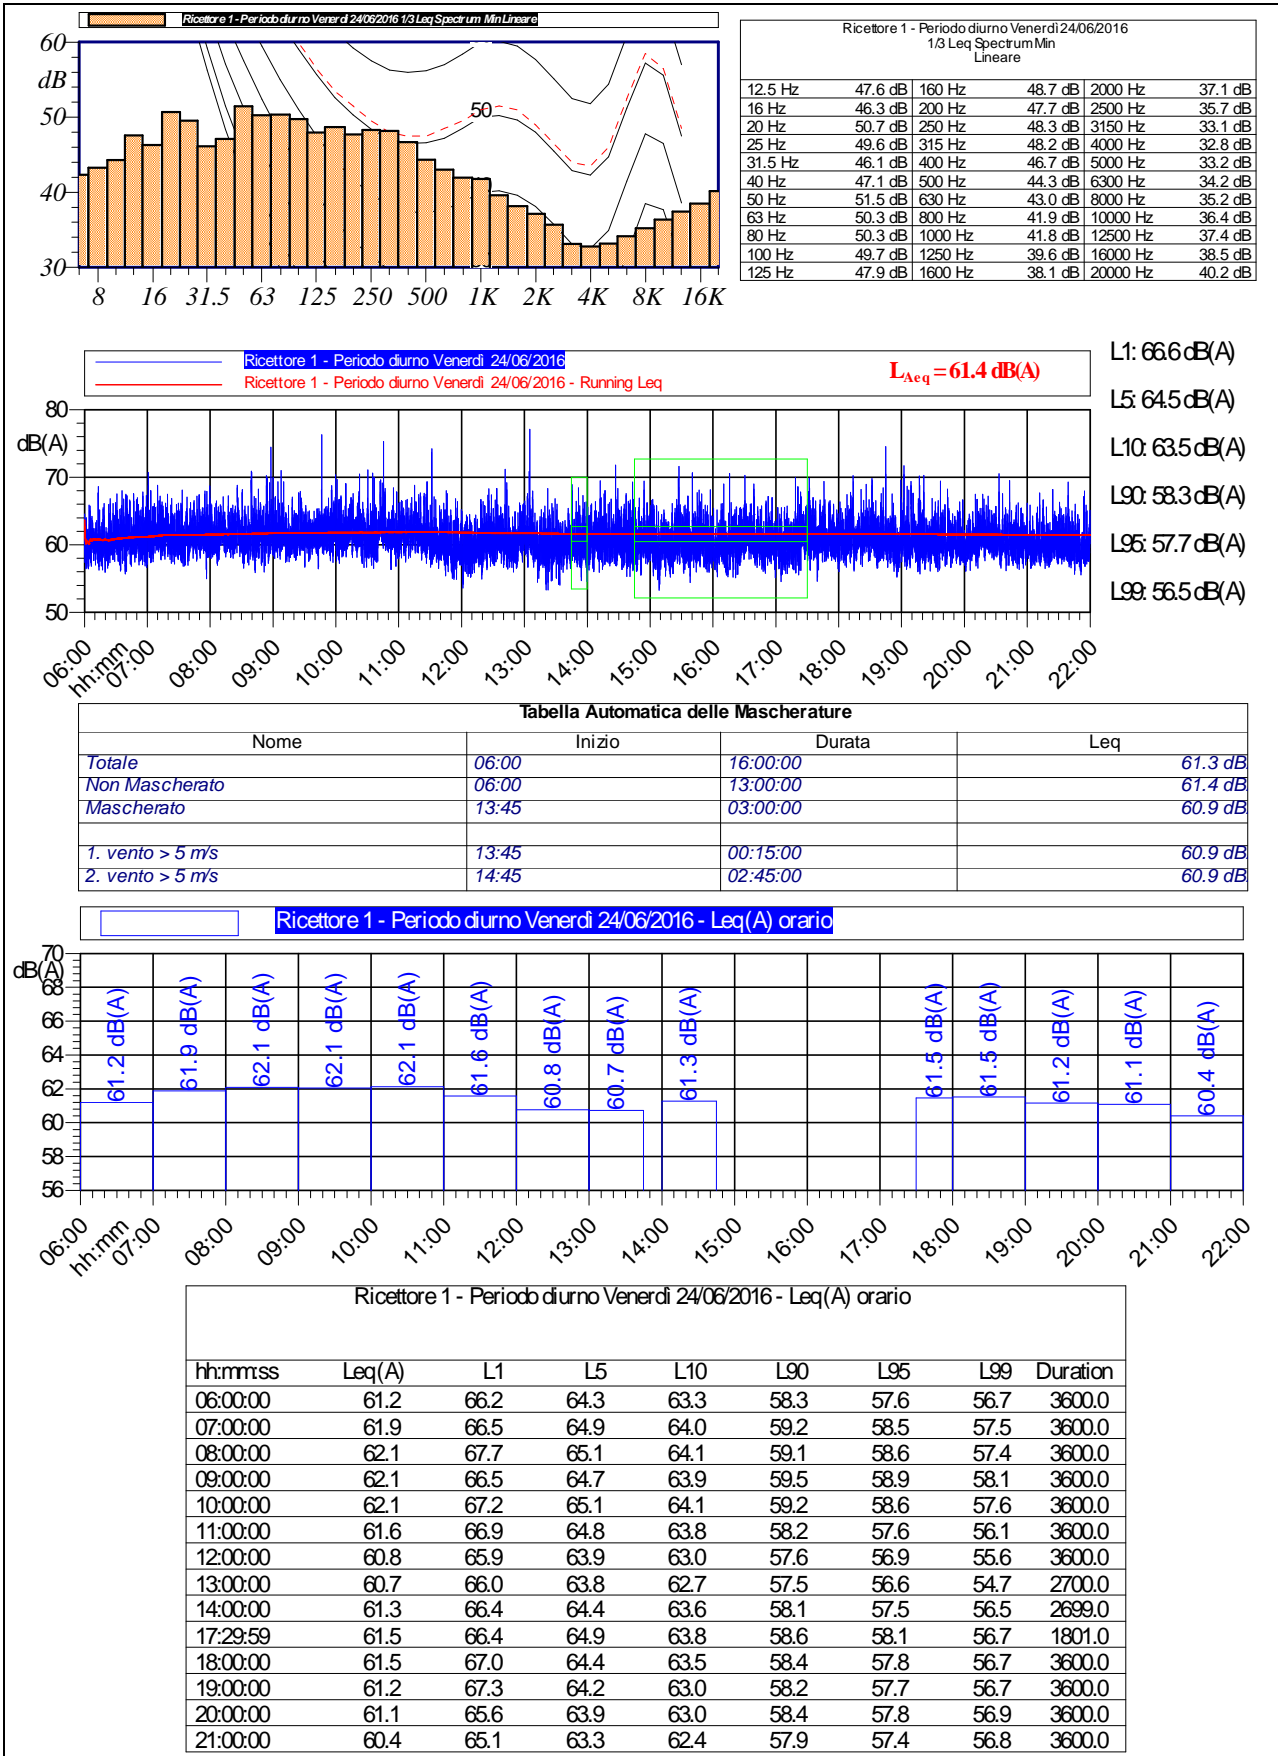 Ricettore 1 - Periodo diurno Venerdì 24/06/2016 1/3 Leq Spectrum Min Lineare
60
dB
50
40
30
50
8 16 31.5 63 125 250 500 1K 2K 4K 8K 16K
Ricettore 1 - Periodo diurno Venerdì 24/06/2016
1/3 Leq Spectrum Min
Lineare
12.5 Hz 47.6 dB 160 Hz 48.7 dB 2000 Hz 37.1 dB
16 Hz 46.3 dB 200 Hz 47.7 dB 2500 Hz 35.7 dB
20 Hz 50.7 dB 250 Hz 48.3 dB 3150 Hz 33.1 dB
25 Hz 49.6 dB 315 Hz 48.2 dB 4000 Hz 32.8 dB
31.5 Hz 46.1 dB 400 Hz 46.7 dB 5000 Hz 33.2 dB
40 Hz 47.1 dB 500 Hz 44.3 dB 6300 Hz 34.2 dB
50 Hz 51.5 dB 630 Hz 43.0 dB 8000 Hz 35.2 dB
63 Hz 50.3 dB 800 Hz 41.9 dB 10000 Hz 36.4 dB
80 Hz 50.3 dB 1000 Hz 41.8 dB 12500 Hz 37.4 dB
100 Hz 49.7 dB 1250 Hz 39.6 dB 16000 Hz 38.5 dB
125 Hz 47.9 dB 1600 Hz 38.1 dB 20000 Hz 40.2 dB
Ricettore 1 - Periodo diurno Venerdì 24/06/2016
Ricettore 1 - Periodo diurno Venerdì 24/06/2016 - Running Leq
LAeq = 61.4 dB(A)
L1: 66.6 dB(A)
L5: 64.5 dB(A)
L10: 63.5 dB(A)
L90: 58.3 dB(A)
L95: 57.7 dB(A)
L99: 56.5 dB(A)
80
dB(A)
70
60
50
06:00 hh:mm 07:00 08:00 09:00 10:00 11:00 12:00 13:00 14:00 15:00 16:00 17:00 18:00 19:00 20:00 21:00 22:00
Tabella Automatica delle Mascherature
Nome Inizio Durata Leq
Totale 06:00 16:00:00 61.3 dB
Non Mascherato 06:00 13:00:00 61.4 dB
Mascherato 13:45 03:00:00 60.9 dB
1. vento > 5 m/s 13:45 00:15:00 60.9 dB
2. vento > 5 m/s 14:45 02:45:00 60.9 dB
Ricettore 1 - Periodo diurno Venerdì 24/06/2016 - Leq(A) orario
70
dB(A)
68
66
64
62
60
58
56
61.2 dB(A) 61.9 dB(A) 62.1 dB(A) 62.1 dB(A) 62.1 dB(A) 61.6 dB(A) 60.8 dB(A) 60.7 dB(A) 61.3 dB(A) 61.5 dB(A) 61.5 dB(A) 61.2 dB(A) 61.1 dB(A) 60.4 dB(A)
06:00 hh:mm 07:00 08:00 09:00 10:00 11:00 12:00 13:00 14:00 15:00 16:00 17:00 18:00 19:00 20:00 21:00 22:00
Ricettore 1 - Periodo diurno Venerdì 24/06/2016 - Leq(A) orario
hh:mm:ss Leq(A) L1 L5 L10 L90 L95 L99 Duration
06:00:00 61.2 66.2 64.3 63.3 58.3 57.6 56.7 3600.0
07:00:00 61.9 66.5 64.9 64.0 59.2 58.5 57.5 3600.0
08:00:00 62.1 67.7 65.1 64.1 59.1 58.6 57.4 3600.0
09:00:00 62.1 66.5 64.7 63.9 59.5 58.9 58.1 3600.0
10:00:00 62.1 67.2 65.1 64.1 59.2 58.6 57.6 3600.0
11:00:00 61.6 66.9 64.8 63.8 58.2 57.6 56.1 3600.0
12:00:00 60.8 65.9 63.9 63.0 57.6 56.9 55.6 3600.0
13:00:00 60.7 66.0 63.8 62.7 57.5 56.6 54.7 2700.0
14:00:00 61.3 66.4 64.4 63.6 58.1 57.5 56.5 2699.0
17:29:59 61.5 66.4 64.9 63.8 58.6 58.1 56.7 1801.0
18:00:00 61.5 67.0 64.4 63.5 58.4 57.8 56.7 3600.0
19:00:00 61.2 67.3 64.2 63.0 58.2 57.7 56.7 3600.0
20:00:00 61.1 65.6 63.9 63.0 58.4 57.8 56.9 3600.0
21:00:00 60.4 65.1 63.3 62.4 57.9 57.4 56.8 3600.0